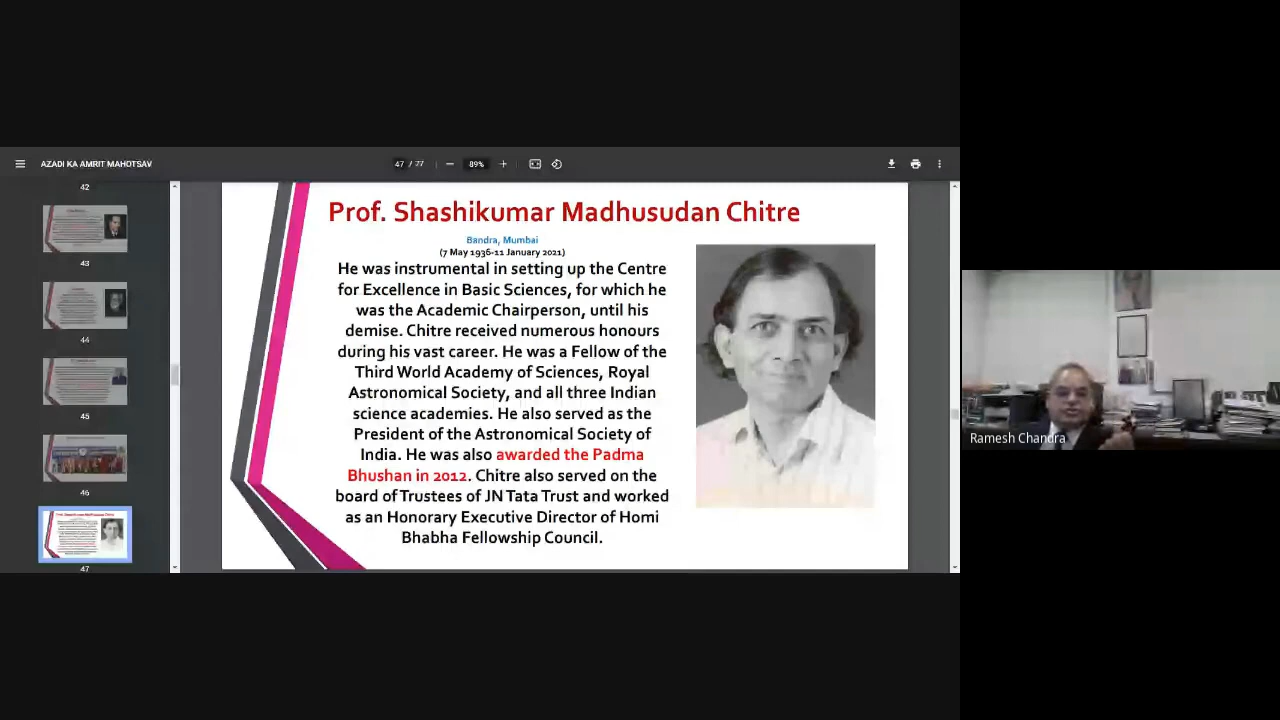 AZADI KA AMRIT MAHOTSAV
47 / 77
89%
42
43
44
45
46
47
Prof. Shashikumar Madhusudan Chitre
Bandra, Mumbai
(7 May 1936-11 January 2021)
He was instrumental in setting up the Centre
for Excellence in Basic Sciences, for which he
was the Academic Chairperson, until his
demise. Chitre received numerous honours
during his vast career. He was a Fellow of the
Third World Academy of Sciences, Royal
Astronomical Society, and all three Indian
science academies. He also served as the
President of the Astronomical Society of
India. He was also awarded the Padma
Bhushan in 2012. Chitre also served on the
board of Trustees of JN Tata Trust and worked
as an Honorary Executive Director of Homi
Bhabha Fellowship Council.
Ramesh Chandra